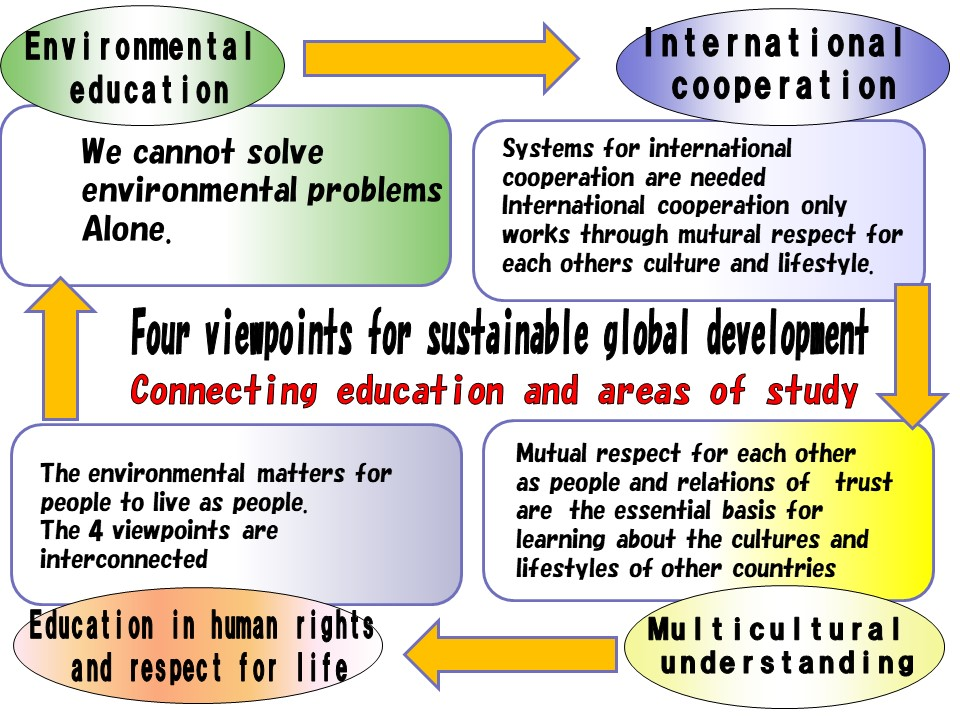 Environmental
education
International
cooperation
We cannot solve
environmental problems
Alone.
Systems for international
cooperation are needed
International cooperation only
works through mutural respect for
each others culture and lifestyle.
Four viewpoints for sustainable global development
Connecting education and areas of study
The environmental matters for
people to live as people.
The 4 viewpoints are
interconnected
Mutual respect for each other
as people and relations of trust
are the essential basis for
learning about the cultures and
lifestyles of other countries
Education in human rights
and respect for life
Multicultural
understanding